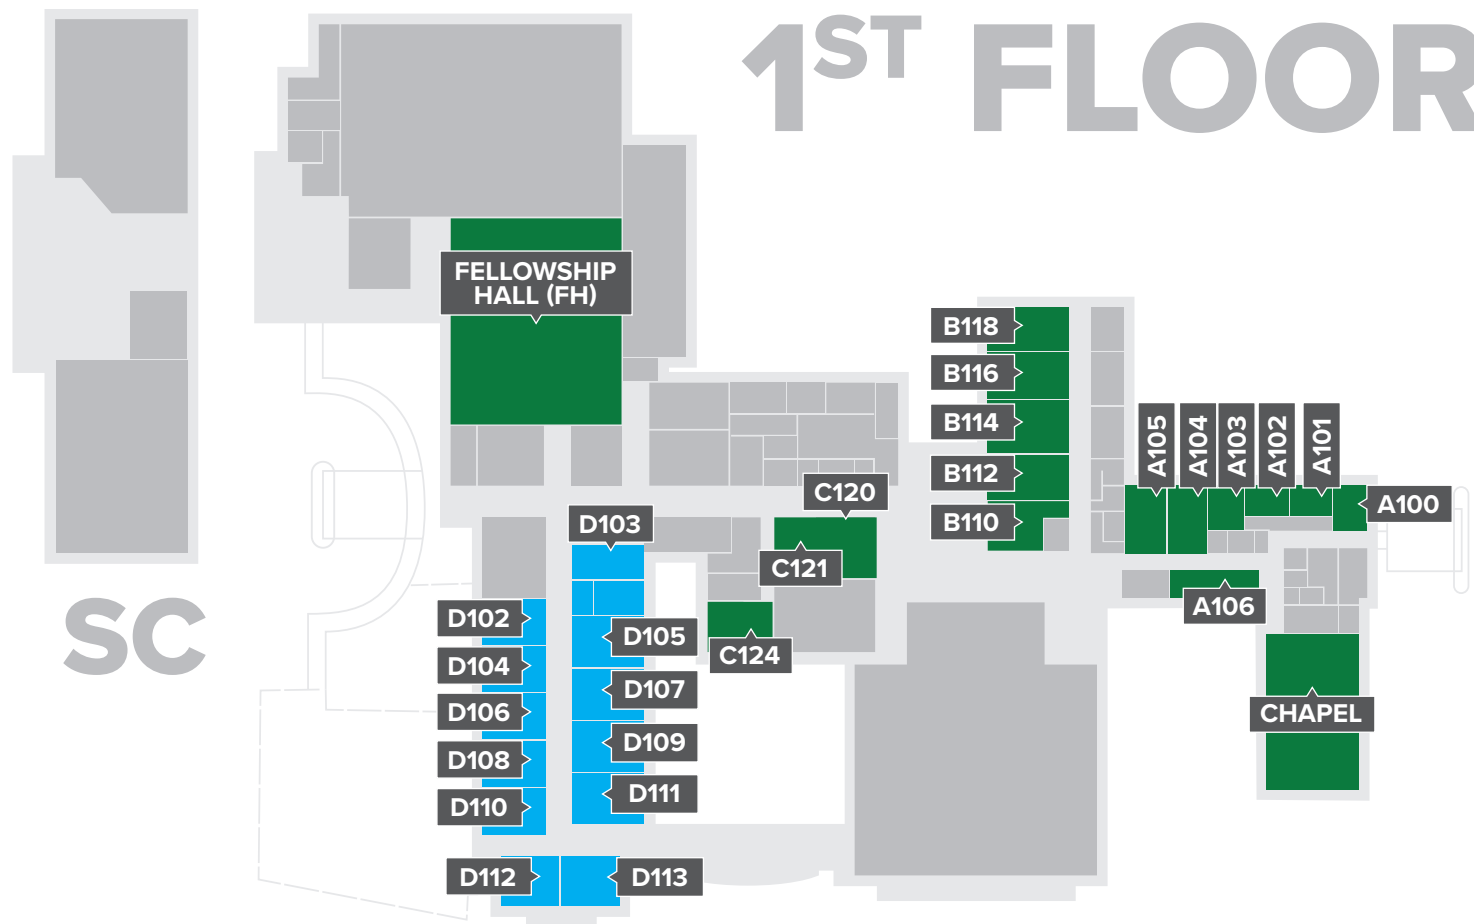 1ST FLOOR
SC
FELLOWSHIP
HALL (FH)
B118
B116
B114
B112
B110
A105
A104
A103
A102
A101
A100
A106
CHAPEL
C120
C121
C124
D103
D102
D104
D106
D108
D110
D105
D107
D109
D111
D112
D113